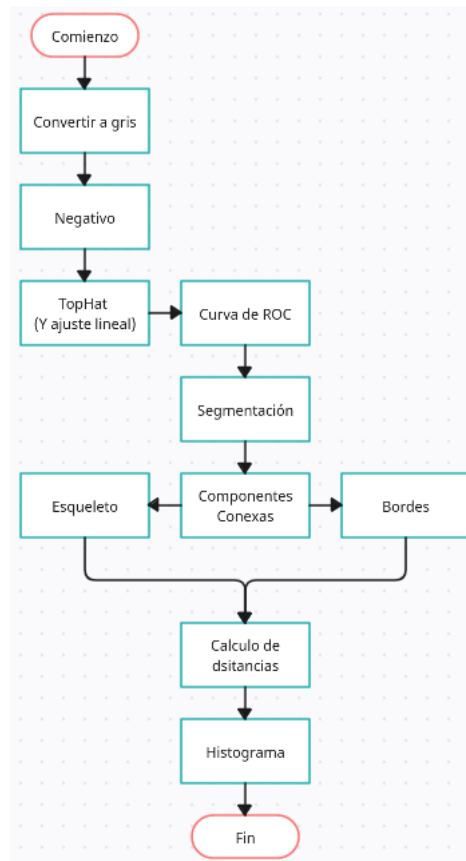 Comienzo
Convertir a gris
Negativo
TopHat
(Y ajuste lineal)
Curva de ROC
Segmentación
Esqueleto
Componentes
Conexas
Bordes
Calculo de
dsitancias
Histograma
Fin